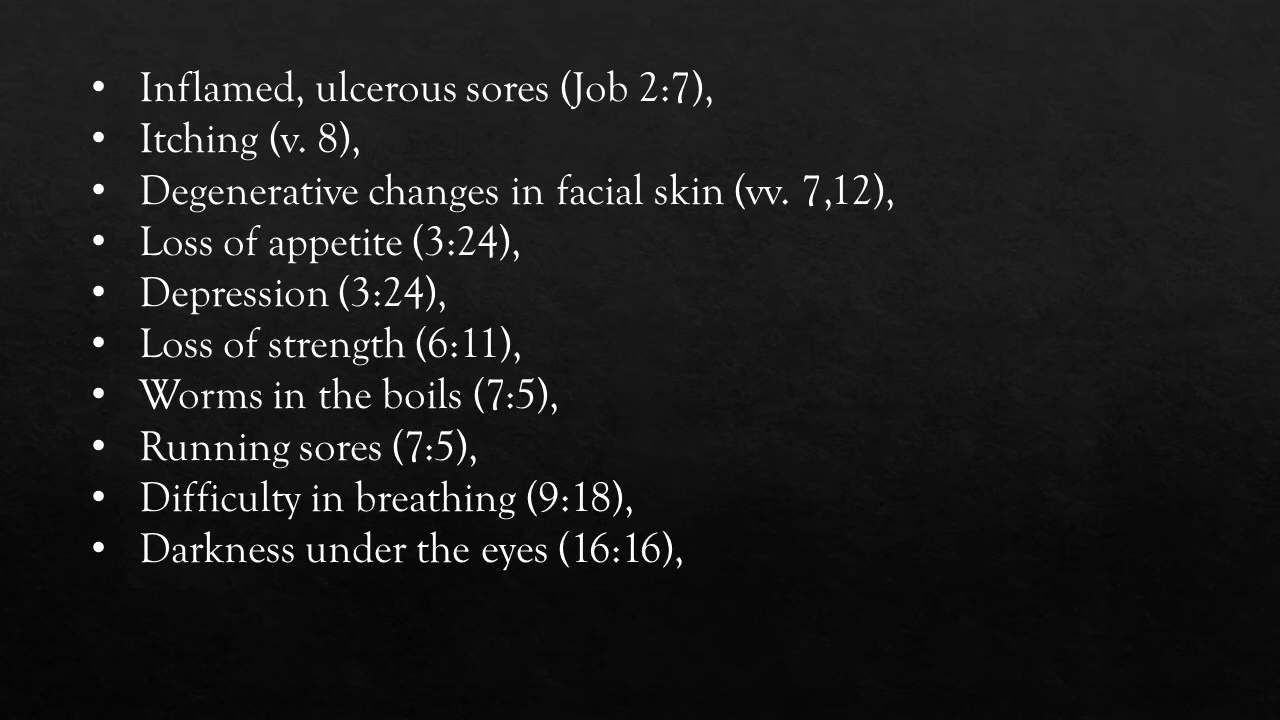 • Inflamed, ulcerous sores (Job 2:7),
• Itching (v. 8),
• Degenerative changes in facial skin (vv. 7,12),
• Loss of appetite (3:24),
• Depression (3:24),
• Loss of strength (6:11),
• Worms in the boils (7:5),
• Running sores (7:5),
• Difficulty in breathing (9:18),
• Darkness under the eyes (16:16),